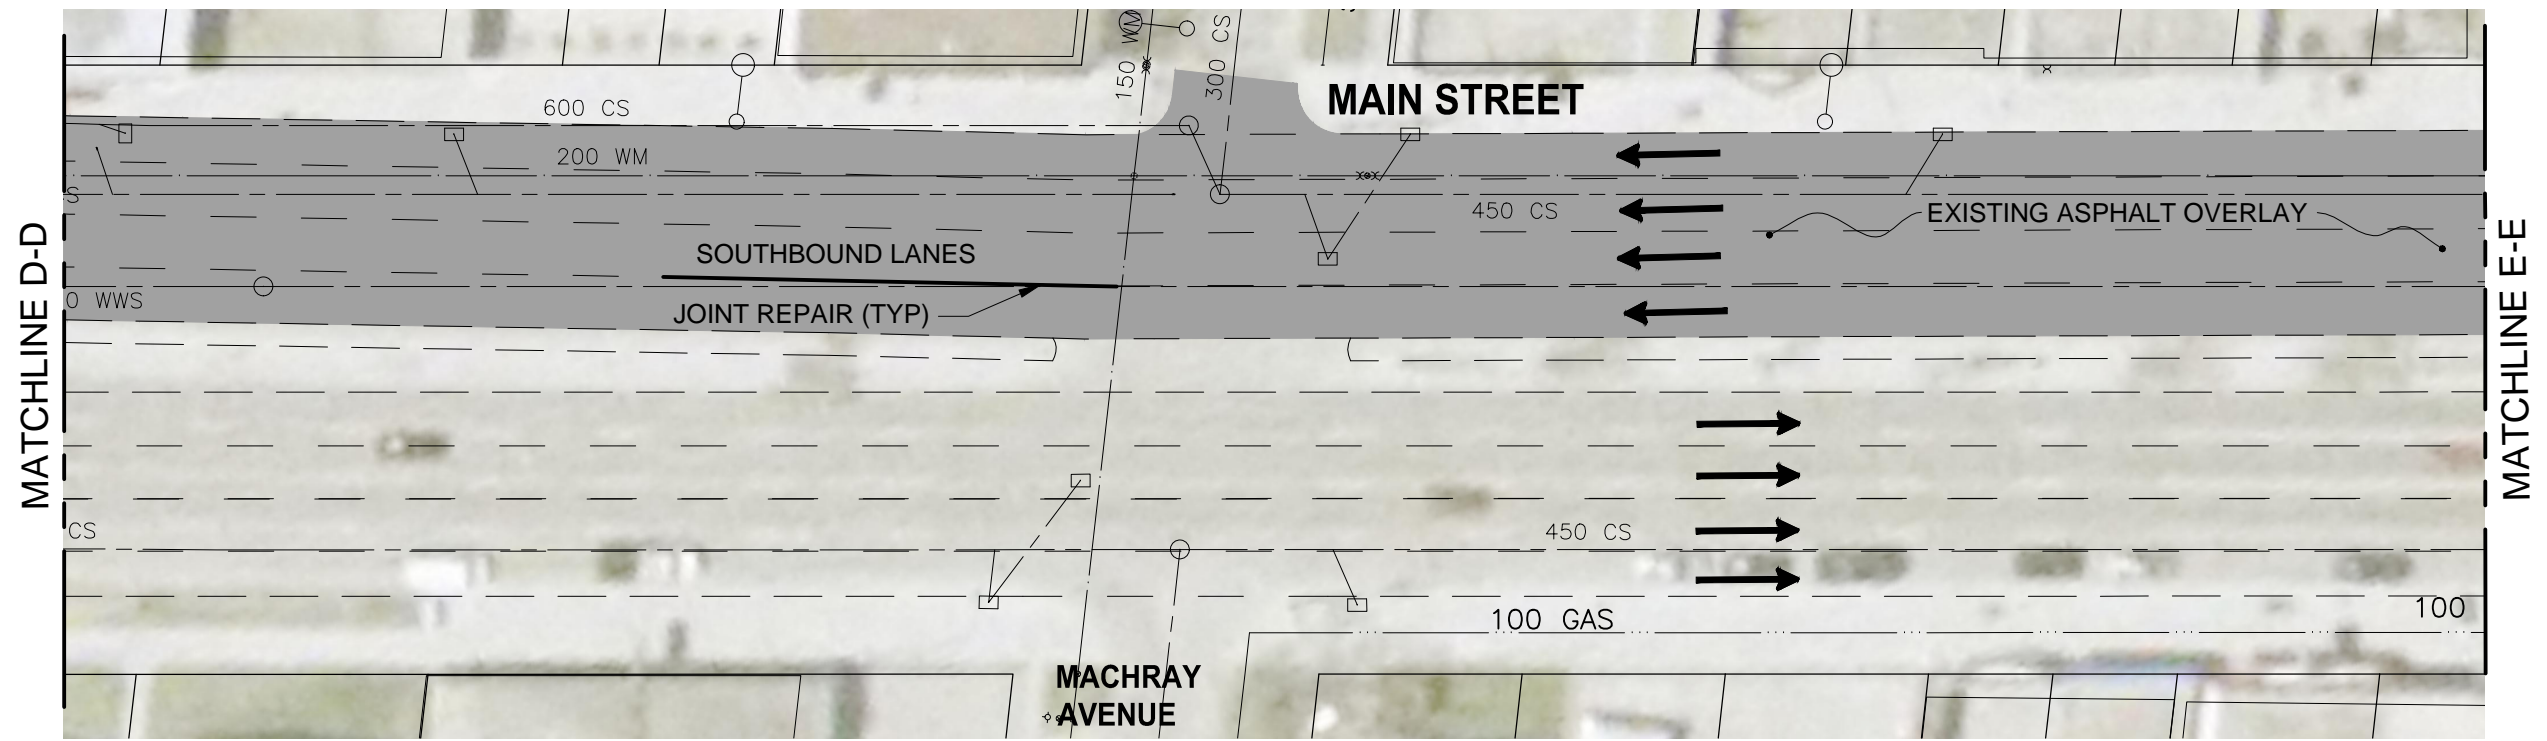 150 WM
300 CS
MAIN STREET
600 CS
200 WM
450 CS
EXISTING ASPHALT OVERLAY
SOUTHBOUND LANES
0 WWS
JOINT REPAIR (TYP)
MATCHLINE D-D
MATCHLINE E-E
CS
450 CS
100 GAS
100
MACHRAY
AVENUE